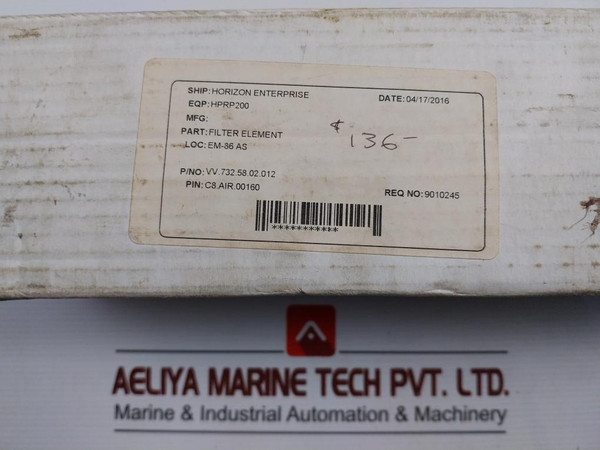 SHIP: HORIZON ENTERPRISE
DATE: 04/17/2016
EQP: HPRP200
MFG:
PART: FILTER ELEMENT
LOC: EM-86 AS
$ 136-
P/NO: VV.732.58.02.012
PIN: C8.AIR.00160
REQ NO: 9010245
***********
AELIYA MARINE TECH PVT. LTD.
Marine & Industrial Automation & Machinery